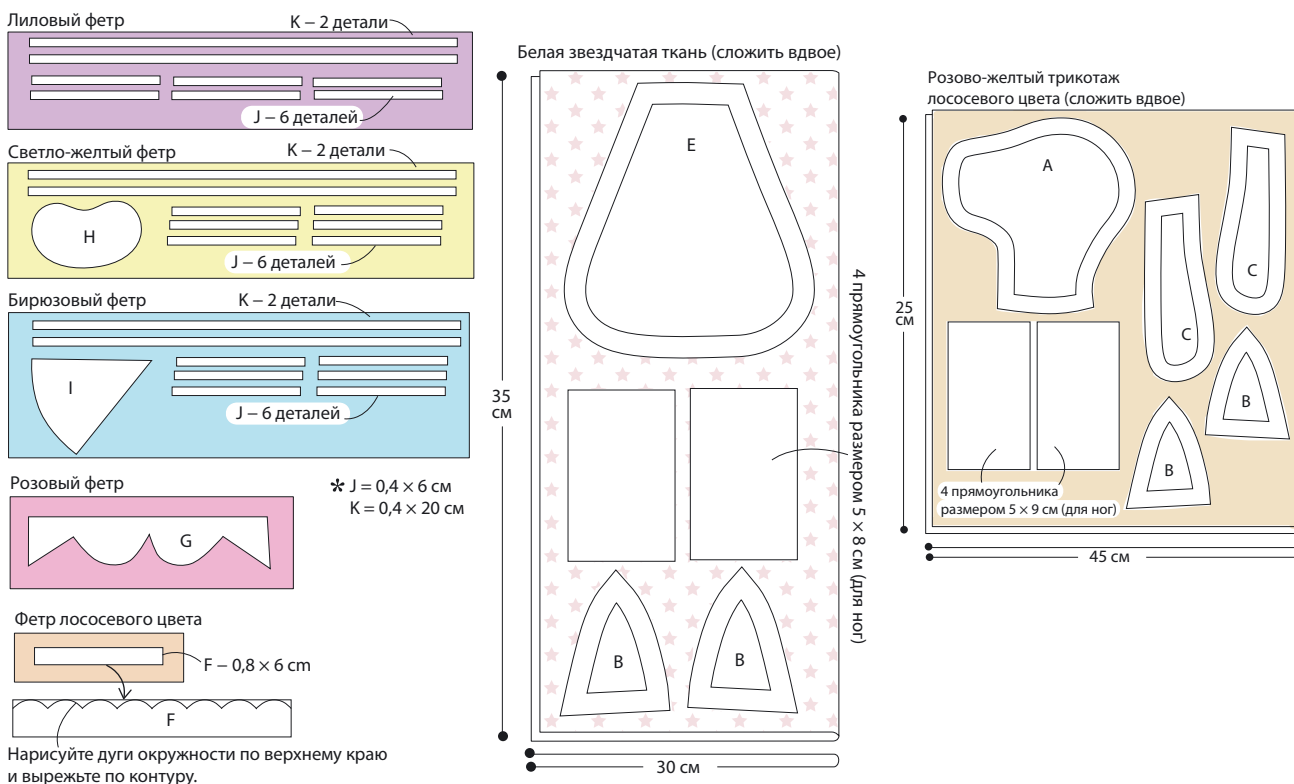 Лиловый фетр
K – 2 детали
J – 6 деталей
Светло-желтый фетр
K – 2 детали
H
J – 6 деталей
Бирюзовый фетр
K – 2 детали
I
J – 6 деталей
Розовый фетр
* J = 0,4 × 6 см
K = 0,4 × 20 см
G
Фетр лососевого цвета
F – 0,8 × 6 cm
F
Нарисуйте дуги окружности по верхнему краю
и вырежьте по контуру.
Белая звездчатая ткань (сложить вдвое)
E
35
см
4 прямоугольника размером 5 × 8 см (для ног)
B
B
30 см
Розово-желтый трикотаж
лососевого цвета (сложить вдвое)
A
C
C
25
см
B
B
4 прямоугольника
размером 5 × 9 см (для ног)
45 см